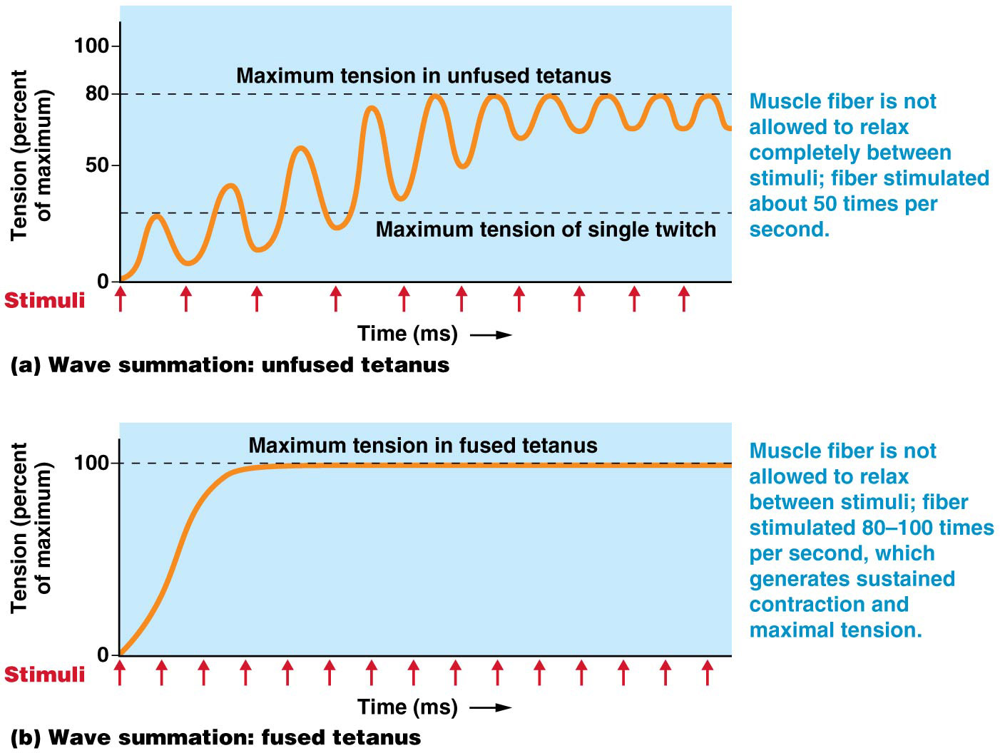 100
Maximum tension in unfused tetanus
80
Tension (percent
of maximum)
50
Maximum tension of single twitch
0
Stimuli
Time (ms)
Muscle fiber is not
allowed to relax
completely between
stimuli; fiber stimulated
about 50 times per
second.
(a) Wave summation: unfused tetanus
Maximum tension in fused tetanus
100
Tension (percent
of maximum)
0
Stimuli
Time (ms)
Muscle fiber is not
allowed to relax
between stimuli; fiber
stimulated 80–100 times
per second, which
generates sustained
contraction and
maximal tension.
(b) Wave summation: fused tetanus